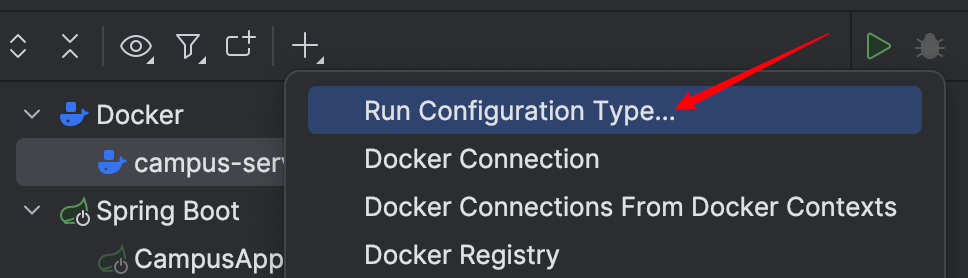 Run Configuration Type...
Docker
Docker Connection
campus-serv
Docker Connections From Docker Contexts
Spring Boot
Docker Registry
CampusApp